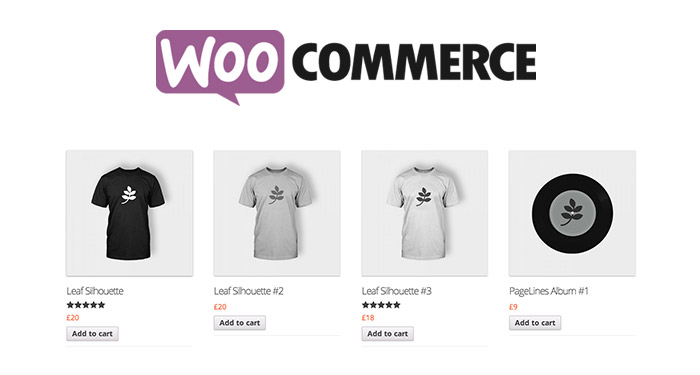 WOO COMMERCE
Leaf Silhouette
Leaf Silhouette #2
Leaf Silhouette #3
PageLines Album #1
£20
£20
£18
£9
Add to cart
Add to cart
Add to cart
Add to cart